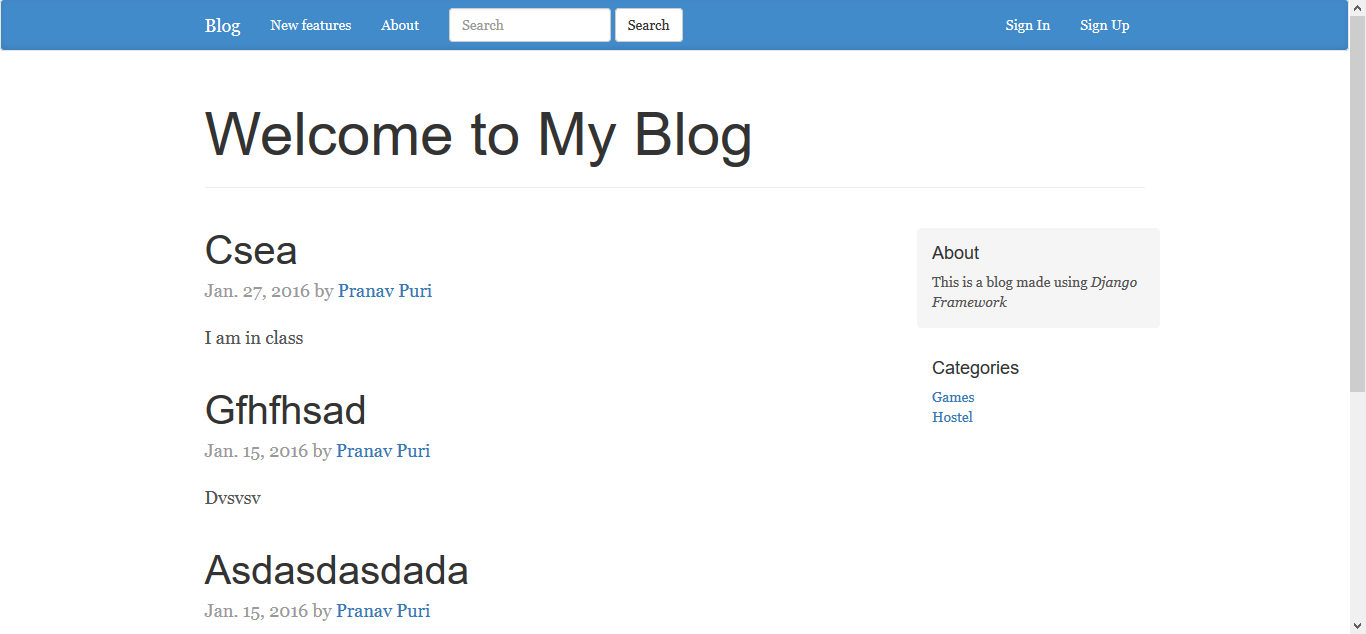 Blog New features About Search Search Sign In Sign Up
Welcome to My Blog
Csea
Jan. 27, 2016 by Pranav Puri
I am in class
Gfhfhsad
Jan. 15, 2016 by Pranav Puri
Dvsvsv
Asdasdasdada
Jan. 15, 2016 by Pranav Puri
About
This is a blog made using Django
Framework
Categories
Games
Hostel